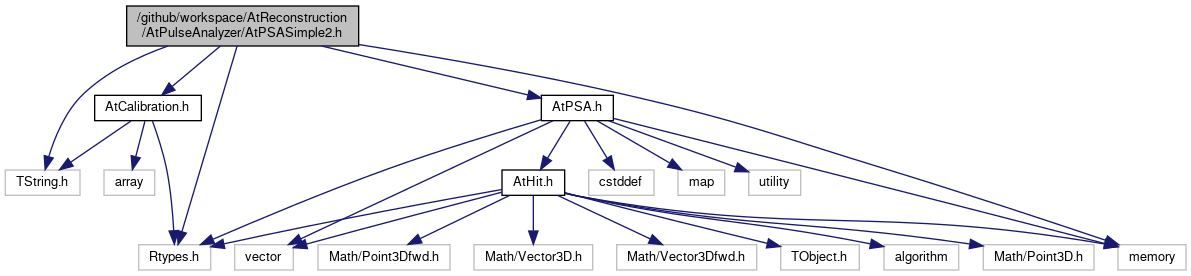 /github/workspace/AtReconstruction
/AtPulseAnalyzer/AtPSASimple2.h
AtCalibration.h
AtPSA.h
TString.h
array
AtHit.h
cstddef
map
utility
Rtypes.h
vector
Math/Point3Dfwd.h
Math/Vector3D.h
Math/Vector3Dfwd.h
TObject.h
algorithm
Math/Point3D.h
memory